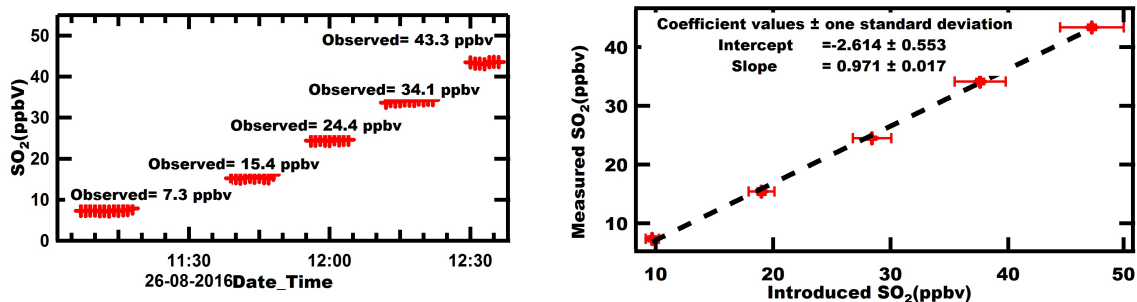 SO2(ppbV)
50
40
30
20
10
0
Observed= 43.3 ppbv
Observed= 34.1 ppbv
Observed= 24.4 ppbv
Observed= 15.4 ppbv
Observed= 7.3 ppbv
11:30
12:00
12:30
26-08-2016 Date_Time
Measured SO2(ppbv)
40
30
20
10
Coefficient values ± one standard deviation
Intercept =-2.614 ± 0.553
Slope = 0.971 ± 0.017
10
20
30
40
50
Introduced SO2(ppbv)